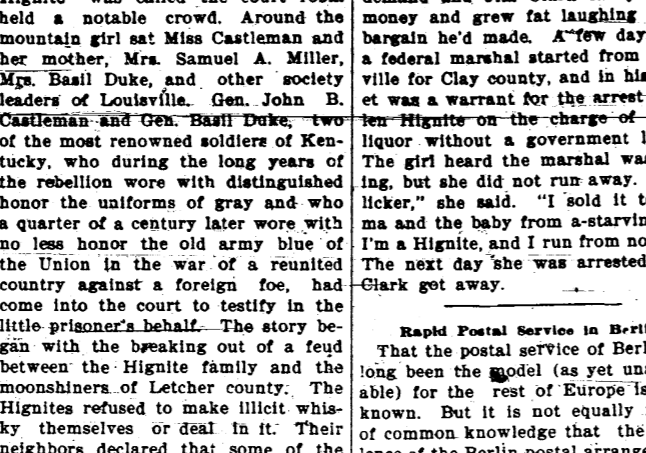 held a notable crowd. Around the
mountain girl sat Miss Castleman and
her mother, Mrs. Samuel A. Miller,
Mrs. Basil Duke, and other society
leaders of Louisville. Gen. John B.
Castleman and Gen. Basil Duke, two
of the most renowned soldiers of Ken-
tucky, who during the long years of
the rebellion wore with distinguished
honor the uniforms of gray and who
a quarter of a century later wore with
no less honor the old army blue of
the Union in the war of a reunited
country against a foreign foe, had
come into the court to testify in the
little prisoner's behalf. The story be-
gan with the breaking out of a feud
between the Hignite family and the
moonshiners of Letcher county. The
Hignites refused to make illicit whis-
ky themselves or deal in it. Their
neighbors declared that some of the
money and grew fat laughing
bargain he'd made. A few day
a federal marshal started from
ville for Clay county, and in his
et was a warrant for the arrest
len Hignite on the charge of
liquor without a government l
The girl heard the marshal was
ing, but she did not run away.
licker," she said. "I sold it t
ma and the baby from a-starvin
I'm a Hignite, and I run from no
The next day she was arrested
Clark got away.
Rapid Postal Service in Berli
That the postal service of Berl
long been the model (as yet una
able) for the rest of Europe is
known. But it is not equally
of common knowledge that the
lence of the Berlin postal arrange